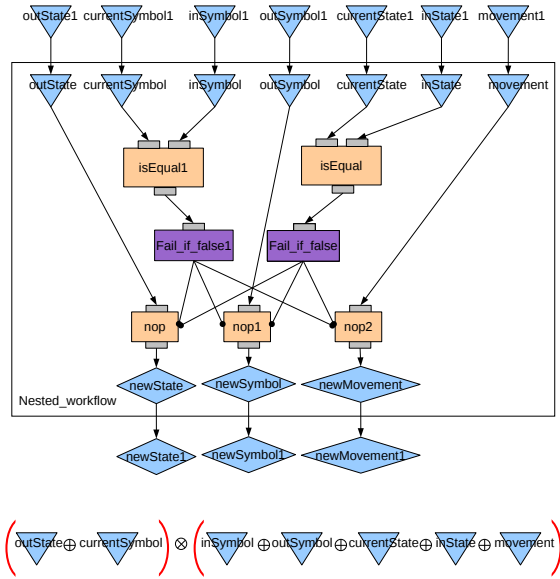 outState1 currentSymbol1 inSymbol1 outSymbol1 currentState1 inState1 movement1
outState currentSymbol inSymbol outSymbol currentState inState movement
isEqual1 isEqual
Fail_if_false1 Fail_if_false
nop nop1 nop2
newState newSymbol newMovement
Nested_workflow
newState1 newSymbol1 newMovement1
(outState ⊕ currentSymbol) ⊗ (inSymbol ⊕ outSymbol ⊕ currentState ⊕ inState ⊕ movement)